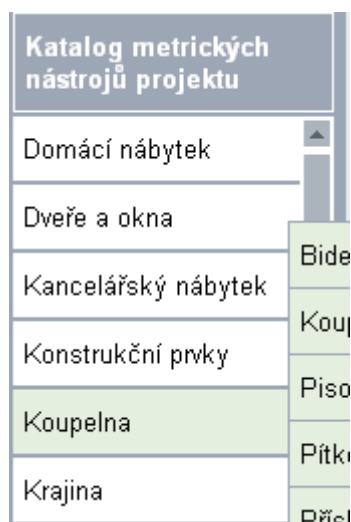 Katalog metrických
nástrojů projektu
Domácí nábytek
Dveře a okna
Kancelářský nábytek
Konstrukční prvky
Koupelna
Krajina
Bide
Koup
Piso
Pítk